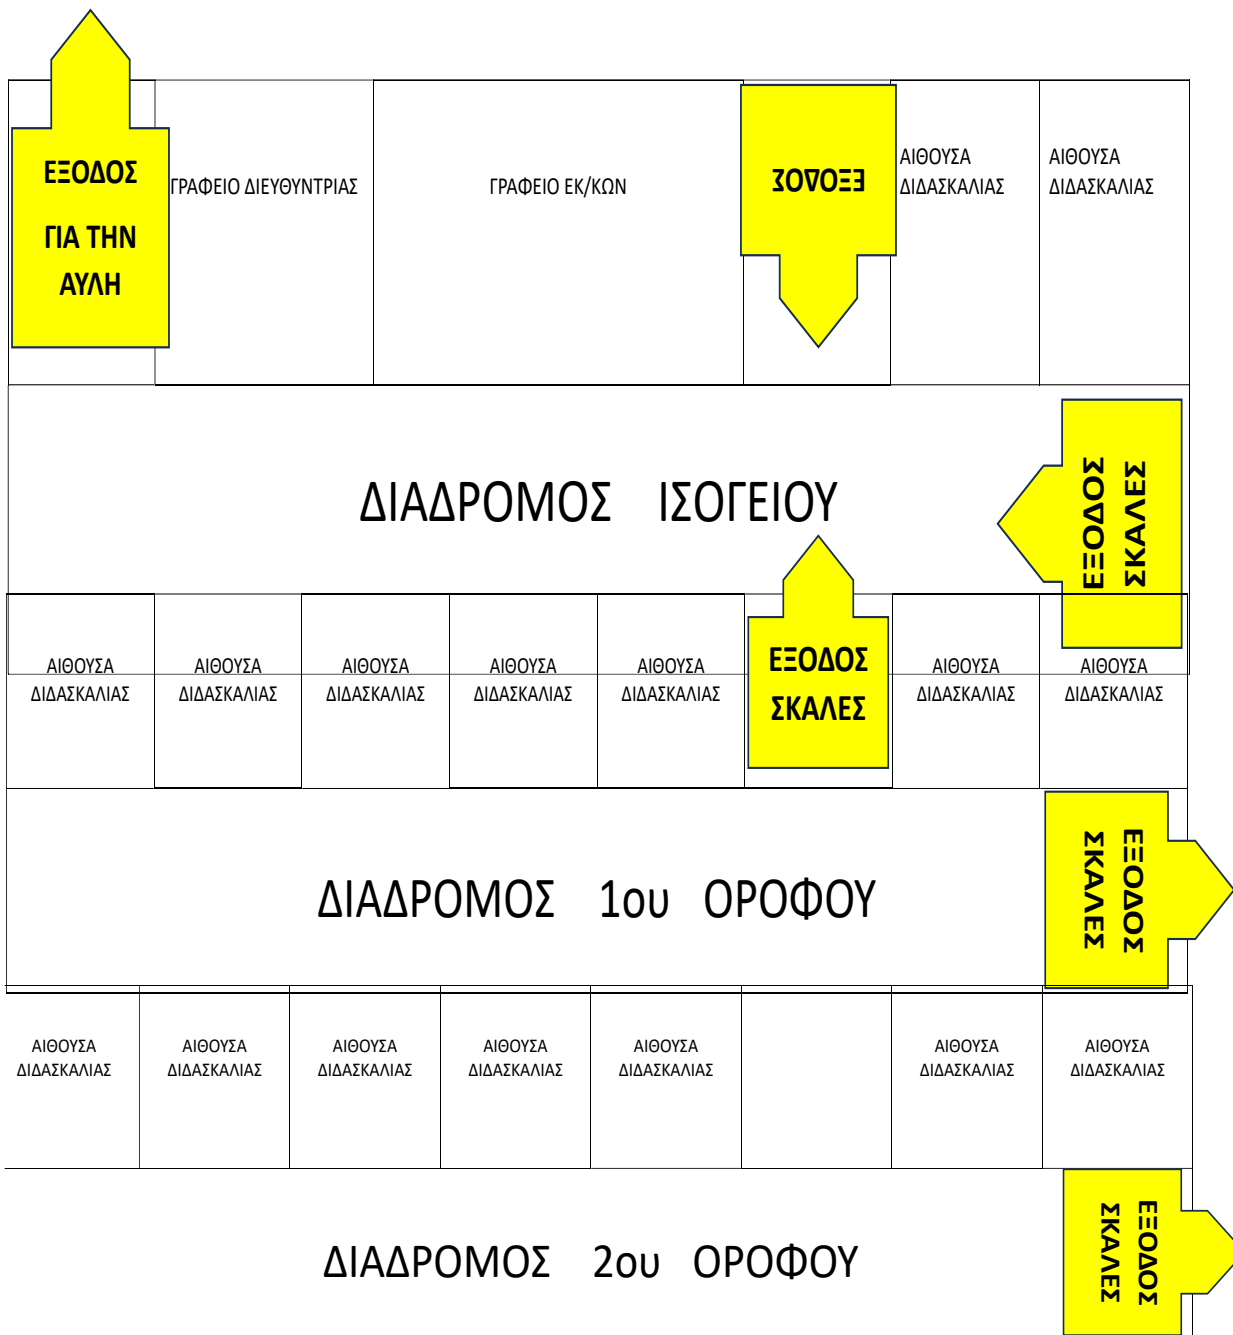 ΕΞΟΔΟΣ
ΓΙΑ ΤΗΝ
ΑΥΛΗ
ΓΡΑΦΕΙΟ ΔΙΕΥΘΥΝΤΡΙΑΣ
ΓΡΑΦΕΙΟ ΕΚ/ΚΩΝ
ΕΞΟΔΟΣ
ΑΙΘΟΥΣΑ
ΔΙΔΑΣΚΑΛΙΑΣ
ΑΙΘΟΥΣΑ
ΔΙΔΑΣΚΑΛΙΑΣ
ΔΙΑΔΡΟΜΟΣ ΙΣΟΓΕΙΟΥ
ΕΞΟΔΟΣ
ΣΚΑΛΕΣ
ΑΙΘΟΥΣΑ
ΔΙΔΑΣΚΑΛΙΑΣ
ΑΙΘΟΥΣΑ
ΔΙΔΑΣΚΑΛΙΑΣ
ΑΙΘΟΥΣΑ
ΔΙΔΑΣΚΑΛΙΑΣ
ΑΙΘΟΥΣΑ
ΔΙΔΑΣΚΑΛΙΑΣ
ΑΙΘΟΥΣΑ
ΔΙΔΑΣΚΑΛΙΑΣ
ΕΞΟΔΟΣ
ΣΚΑΛΕΣ
ΑΙΘΟΥΣΑ
ΔΙΔΑΣΚΑΛΙΑΣ
ΑΙΘΟΥΣΑ
ΔΙΔΑΣΚΑΛΙΑΣ
ΔΙΑΔΡΟΜΟΣ 1ου ΟΡΟΦΟΥ
ΕΞΟΔΟΣ
ΣΚΑΛΕΣ
ΑΙΘΟΥΣΑ
ΔΙΔΑΣΚΑΛΙΑΣ
ΑΙΘΟΥΣΑ
ΔΙΔΑΣΚΑΛΙΑΣ
ΑΙΘΟΥΣΑ
ΔΙΔΑΣΚΑΛΙΑΣ
ΑΙΘΟΥΣΑ
ΔΙΔΑΣΚΑΛΙΑΣ
ΑΙΘΟΥΣΑ
ΔΙΔΑΣΚΑΛΙΑΣ
ΑΙΘΟΥΣΑ
ΔΙΔΑΣΚΑΛΙΑΣ
ΑΙΘΟΥΣΑ
ΔΙΔΑΣΚΑΛΙΑΣ
ΔΙΑΔΡΟΜΟΣ 2ου ΟΡΟΦΟΥ
ΕΞΟΔΟΣ
ΣΚΑΛΕΣ